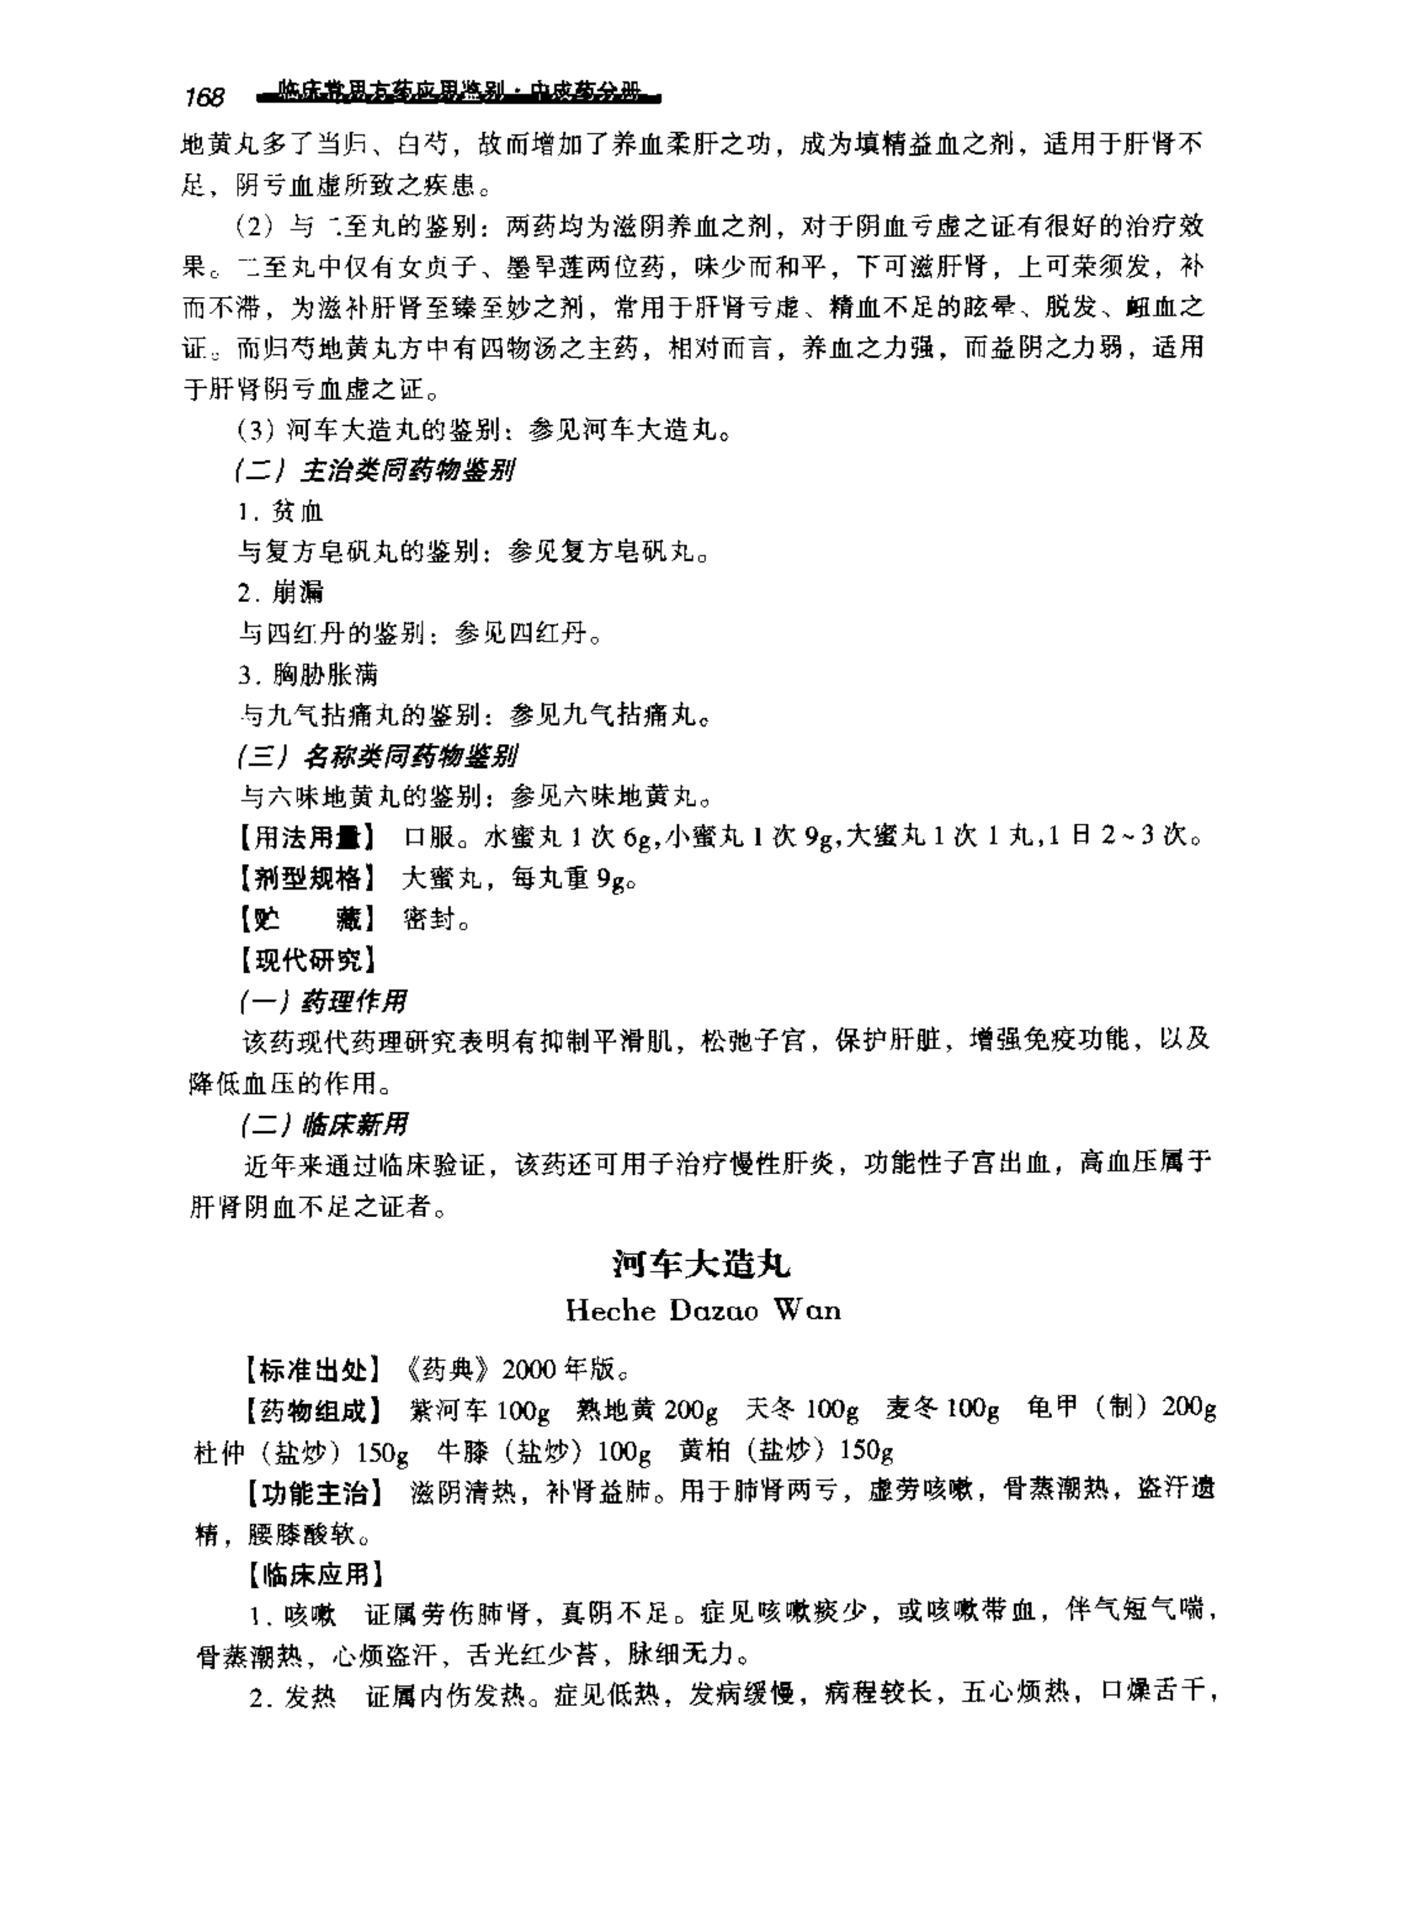 168 临床常用方药应用鉴别·中成药分册
地黄丸多了当归、白芍，故而增加了养血柔肝之功，成为填精益血之剂，适用于肝肾不
足，阴亏血虚所致之疾患。
（2）与二至丸的鉴别：两药均为滋阴养血之剂，对于阴血亏虚之证有很好的治疗效
果。二至丸中仅有女贞子、墨旱莲两位药，味少而和平，下可滋肝肾，上可荣须发，补
而不滞，为滋补肝肾至臻至妙之剂，常用于肝肾亏虚、精血不足的眩晕、脱发、衄血之
证。而归芍地黄丸方中有四物汤之主药，相对而言，养血之力强，而益阴之力弱，适用
于肝肾阴亏血虚之证。
（3）河车大造丸的鉴别：参见河车大造丸。
（二）主治类同药物鉴别
1. 贫血
与复方皂矾丸的鉴别：参见复方皂矾丸。
2. 崩漏
与四红丹的鉴别：参见四红丹。
3. 胸胁胀满
与九气拈痛丸的鉴别：参见九气拈痛丸。
（三）名称类同药物鉴别
与六味地黄丸的鉴别：参见六味地黄丸。
【用法用量】 口服。水蜜丸1次6g,小蜜丸1次9g,大蜜丸1次1丸,1日2~3次。
【剂型规格】 大蜜丸，每丸重9g。
【贮　　藏】 密封。
【现代研究】
（一）药理作用
该药现代药理研究表明有抑制平滑肌，松弛子宫，保护肝脏，增强免疫功能，以及
降低血压的作用。
（二）临床新用
近年来通过临床验证，该药还可用于治疗慢性肝炎，功能性子宫出血，高血压属于
肝肾阴血不足之证者。
河车大造丸
Heche Dazao Wan
【标准出处】 《药典》2000年版。
【药物组成】 紫河车100g 熟地黄200g 天冬100g 麦冬100g 龟甲（制）200g
杜仲（盐炒）150g 牛膝（盐炒）100g 黄柏（盐炒）150g
【功能主治】 滋阴清热，补肾益肺。用于肺肾两亏，虚劳咳嗽，骨蒸潮热，盗汗遗
精，腰膝酸软。
【临床应用】
1. 咳嗽 证属劳伤肺肾，真阴不足。症见咳嗽痰少，或咳嗽带血，伴气短气喘，
骨蒸潮热，心烦盗汗，舌光红少苔，脉细无力。
2. 发热 证属内伤发热。症见低热，发病缓慢，病程较长，五心烦热，口燥舌干，